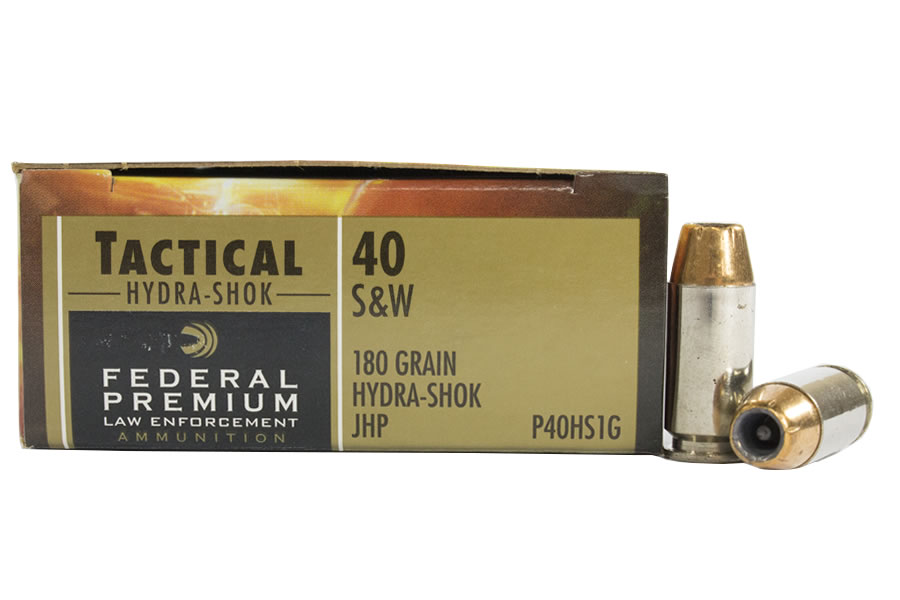 TACTICAL
HYDRA-SHOK
FEDERAL
PREMIUM
LAW ENFORCEMENT
AMMUNITION
40
S&W
180 GRAIN
HYDRA-SHOK
JHP
P40HS1G